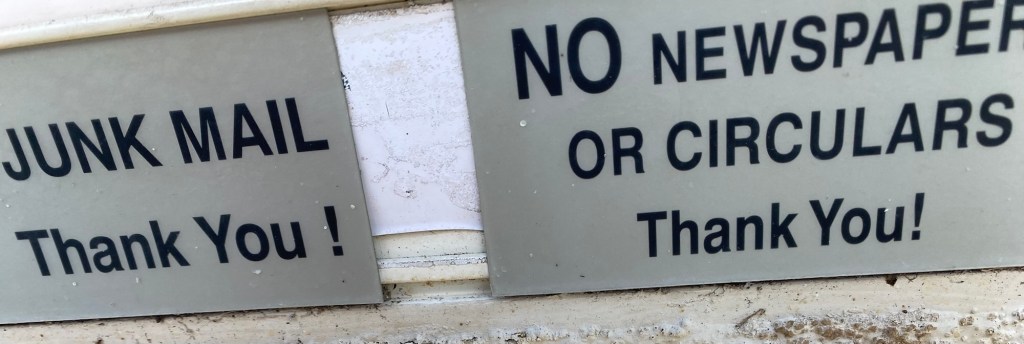 JUNK MAIL
Thank You !
NO NEWSPAPER
OR CIRCULARS
Thank You!